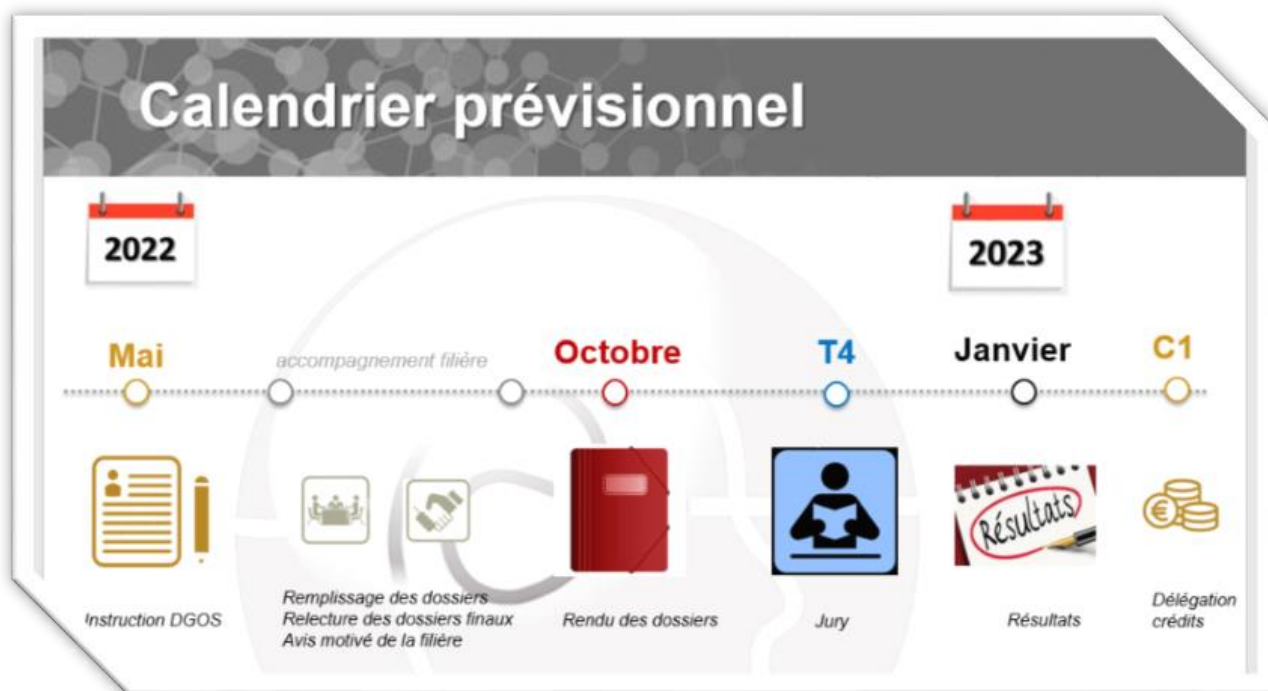 Calendrier prévisionnel
2022
2023
Mai
accompagnement filière
Octobre
T4
Janvier
C1
Résultats
Instruction DGOS
Remplissage des dossiers
Relecture des dossiers finaux
Avis motivé de la filière
Rendu des dossiers
Jury
Résultats
Délégation
crédits